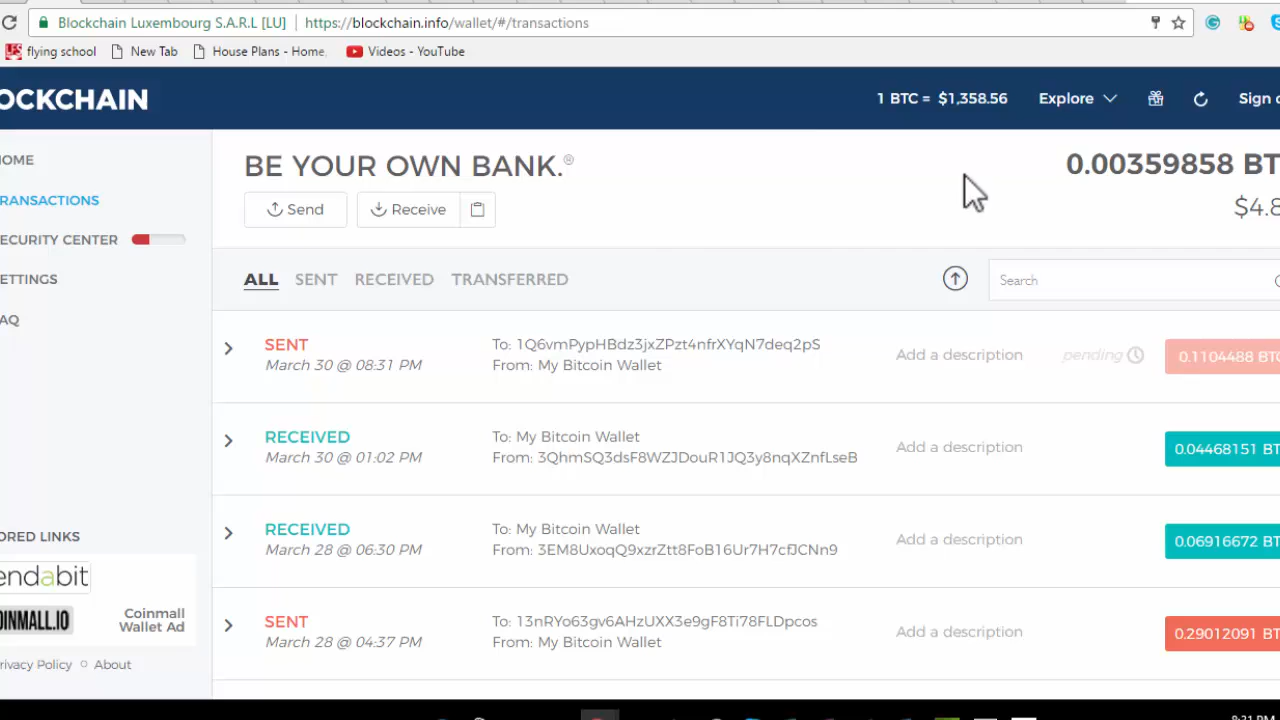 Blockchain Luxembourg S.A.R.L [LU] | https://blockchain.info/wallet/#/transactions
flying school New Tab House Plans - Home, Videos - YouTube
OCKCHAIN 1 BTC = $1,358.56 Explore Sign
OME
BE YOUR OWN BANK.® 0.00359858 BT
RANSACTIONS
Send Receive $4.8
ECURITY CENTER
ETTINGS
ALL SENT RECEIVED TRANSFERRED Search
AQ
SENT To: 1Q6vmPypHBdz3jxZPzt4nfrXYqN7deq2pS Add a description pending 0.1104488 BTC
March 30 @ 08:31 PM From: My Bitcoin Wallet
RECEIVED To: My Bitcoin Wallet Add a description 0.04468151 BT
March 30 @ 01:02 PM From: 3QhmSQ3dsF8WZJDouR1JQ3y8nqXZnfLseB
RECEIVED To: My Bitcoin Wallet Add a description 0.06916672 BT
March 28 @ 06:30 PM From: 3EM8UxoqQ9xzrZtt8FoB16Ur7H7cfJCNn9
ORED LINKS
endabit
OINMALL.IO Coinmall
Wallet Ad
SENT To: 13nRYo63gv6AHzUXX3e9gF8Ti78FLDpcos Add a description 0.29012091 BT
March 28 @ 04:37 PM From: My Bitcoin Wallet
rivacy Policy About